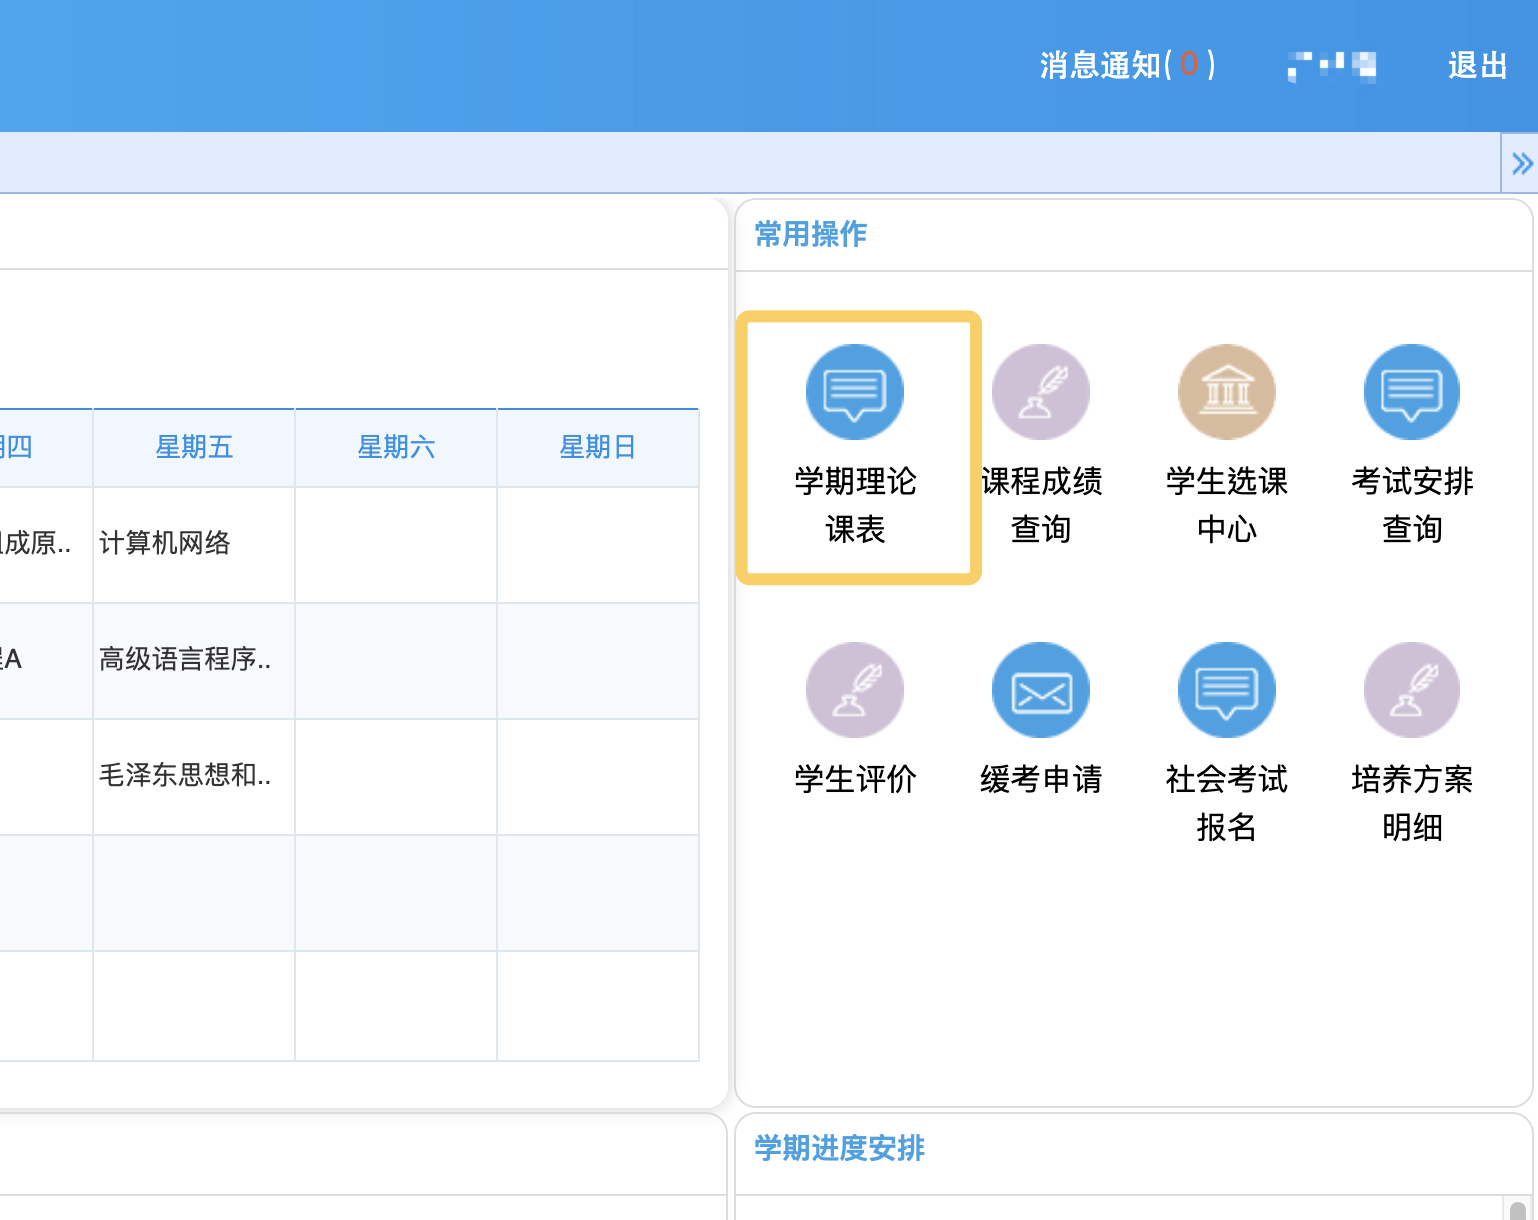 消息通知(0)
退出
常用操作
学期理论
课表
课程成绩
查询
学生选课
中心
考试安排
查询
学生评价
缓考申请
社会考试
报名
培养方案
明细
期四
星期五
星期六
星期日
成原..
计算机网络
A
高级语言程序..
毛泽东思想和..
学期进度安排